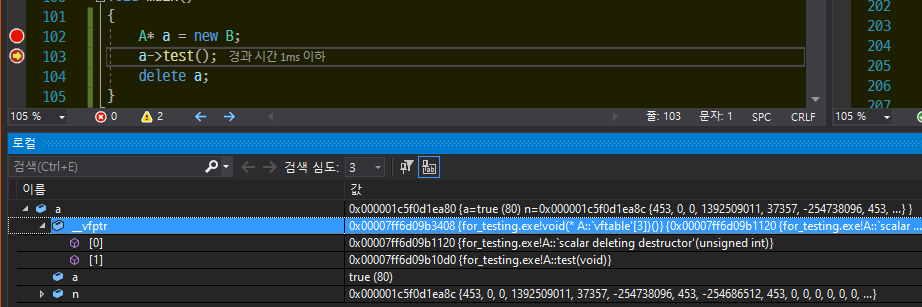 101
{
102
A* a = new B;
103
a->test(); 경과 시간 1ms 이하
104
delete a;
105
}
202
203
204
205
206
105 %
0
2
줄: 103
문자: 1
SPC
CRLF
105 %
로컬
검색(Ctrl+E)
검색 심도: 3
이름
값
a
0x000001c5f0d1ea80 {a=true (80) n=0x000001c5f0d1ea8c {453, 0, 0, 1392509011, 37357, -254738096, 453, ...} }
__vfptr
0x00007ff6d09b3408 {for_testing.exe!void(* A::`vftable'[3])()} {0x00007ff6d09b1120 {for_testing.exe!A::`scalar ...
[0]
0x00007ff6d09b1120 {for_testing.exe!A::`scalar deleting destructor'(unsigned int)}
[1]
0x00007ff6d09b10d0 {for_testing.exe!A::test(void)}
a
true (80)
n
0x000001c5f0d1ea8c {453, 0, 0, 1392509011, 37357, -254738096, 453, -254686512, 453, 0, 0, 0, 0, 0, 0, ...}